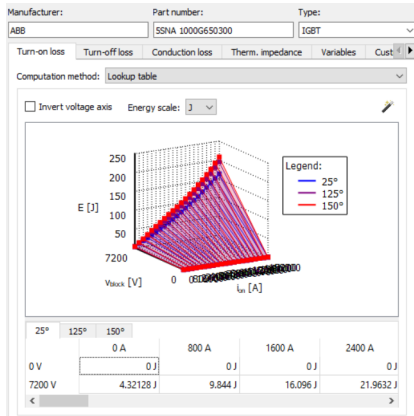 Manufacturer: Part number: Type:
ABB 5SNA 1000G650300 IGBT
Turn-on loss Turn-off loss Conduction loss Therm. impedance Variables Cust
Computation method: Lookup table
Invert voltage axis Energy scale: J
250
200
150
100
50
E [J]
7200
Vblock [V]
0 0
ion [A]
Legend:
25°
125°
150°
25° 125° 150°
0 A 800 A 1600 A 2400 A
0 V 0 J 0 J 0 J 0 J
7200 V 4.32128 J 9.844 J 16.096 J 21.9632 J